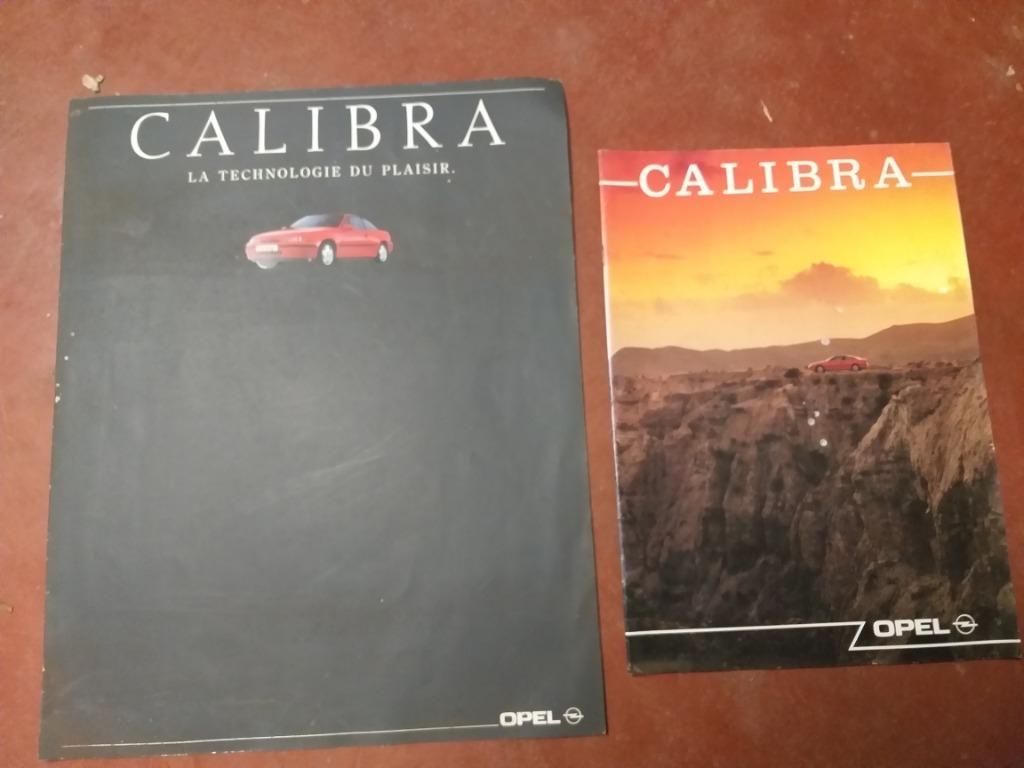 CALIBRA
LA TECHNOLOGIE DU PLAISIR.
OPEL
CALIBRA
OPEL